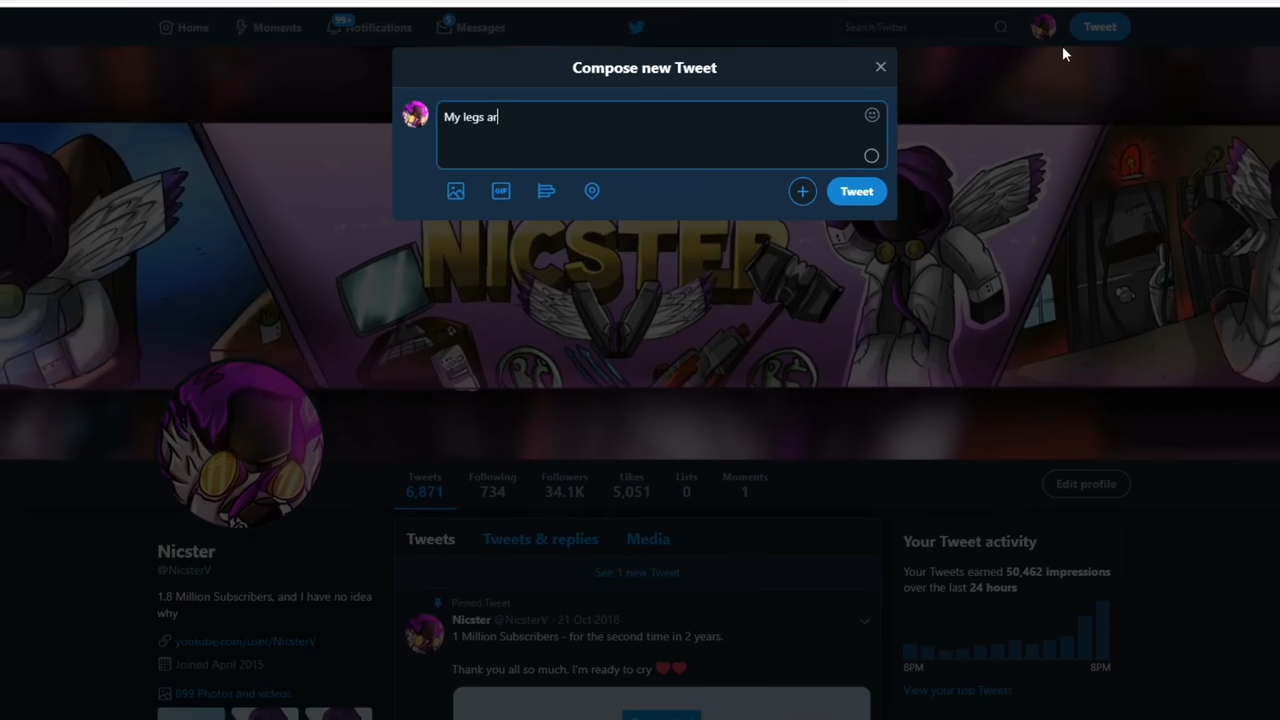 Home
Moments
99+
Notifications
5
Messages
Search Twitter
Tweet
Compose new Tweet
My legs ar
GIF
Tweet
NICSTER
Tweets
6,871
Following
734
Followers
34.1K
Likes
5,051
Lists
0
Moments
1
Edit profile
Nicster
@NicsterV
1.8 Million Subscribers, and I have no idea
why
youtube.com/user/NicsterV
Joined April 2015
899 Photos and videos
Tweets
Tweets & replies
Media
See 1 new Tweet
Pinned Tweet
Nicster @NicsterV · 21 Oct 2018
1 Million Subscribers - for the second time in 2 years.
Thank you all so much. I'm ready to cry ❤️❤️
Your Tweet activity
Your Tweets earned 50,462 impressions
over the last 24 hours
8PM
8PM
View your top Tweets